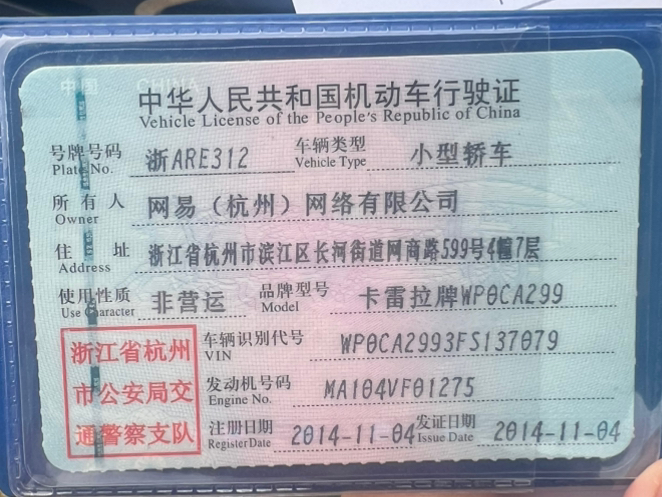 中国 CHINA
中华人民共和国机动车行驶证
Vehicle License of the People's Republic of China
号牌号码 浙ARE312 车辆类型 小型轿车
Plate No. Vehicle Type
所有人 网易（杭州）网络有限公司
Owner
住址 浙江省杭州市滨江区长河街道网商路599号4幢7层
Address
使用性质 非营运 品牌型号 卡雷拉牌WP0CA299
Use Character Model
浙江省杭州
市公安局交
通警察支队
车辆识别代号 WP0CA2993FS137079
VIN
发动机号码 MA104VF01275
Engine No.
注册日期 2014-11-04 发证日期 2014-11-04
Register Date Issue Date